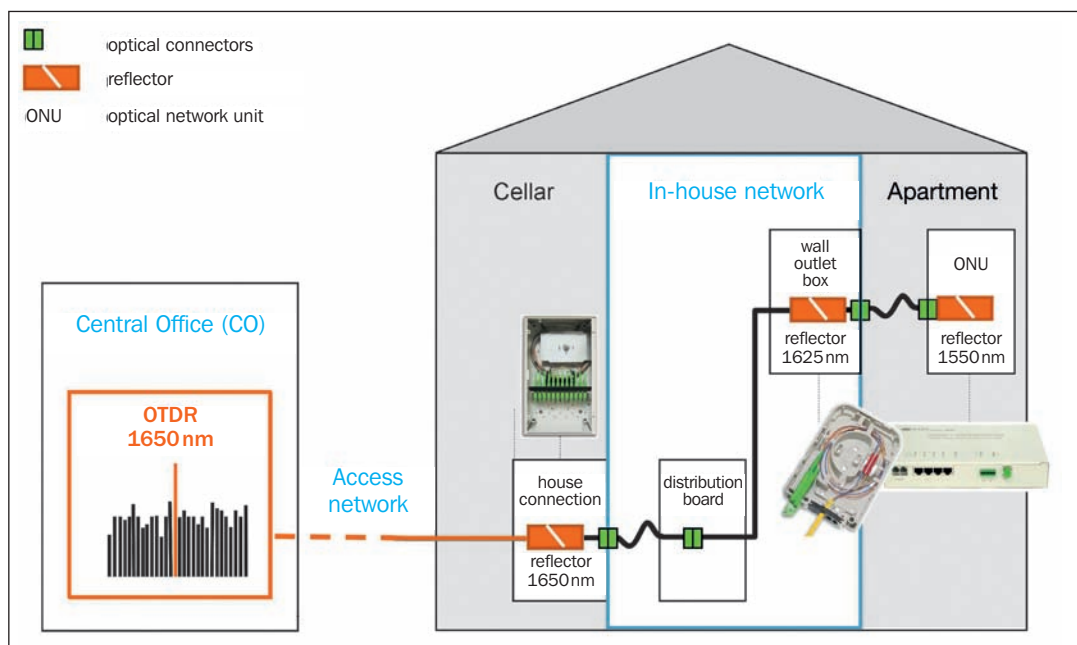 optical connectors
reflector
ONU
optical network unit
Central Office (CO)
OTDR
1650 nm
Access
network
Cellar
In-house network
Apartment
house
connection
reflector
1650 nm
distribution
board
wall
outlet
box
reflector
1625 nm
ONU
reflector
1550 nm